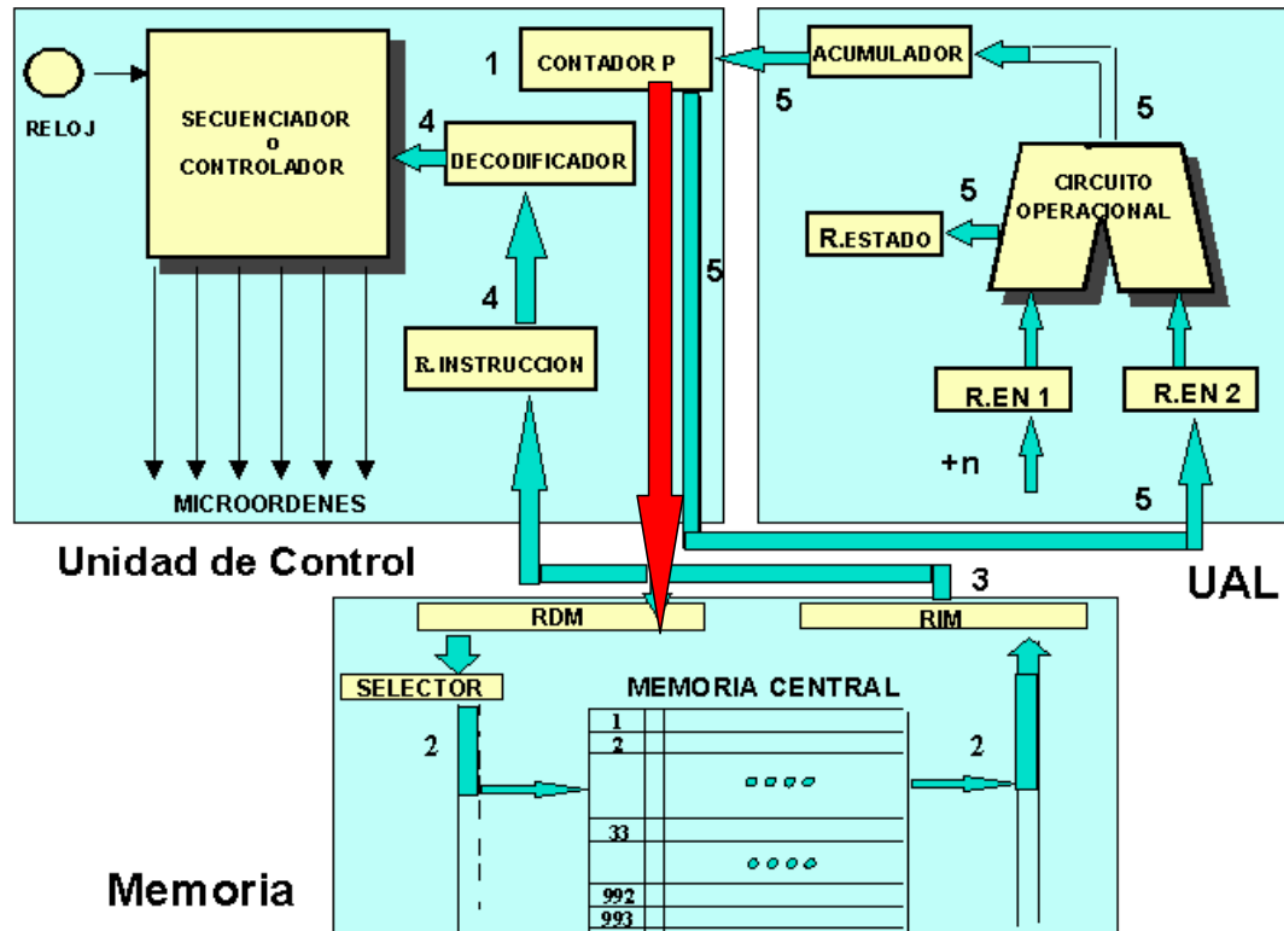 RELOJ
SECUENCIADOR
o
CONTROLADOR
MICROORDENES
1
CONTADOR P
4
DECODIFICADOR
4
R.INSTRUCCION
5
Unidad de Control
ACUMULADOR
5
5
CIRCUITO
OPERACIONAL
5
R.ESTADO
R.EN 1
R.EN 2
+n
5
UAL
3
RDM
RIM
SELECTOR
MEMORIA CENTRAL
2
1
2
33
992
993
2
Memoria